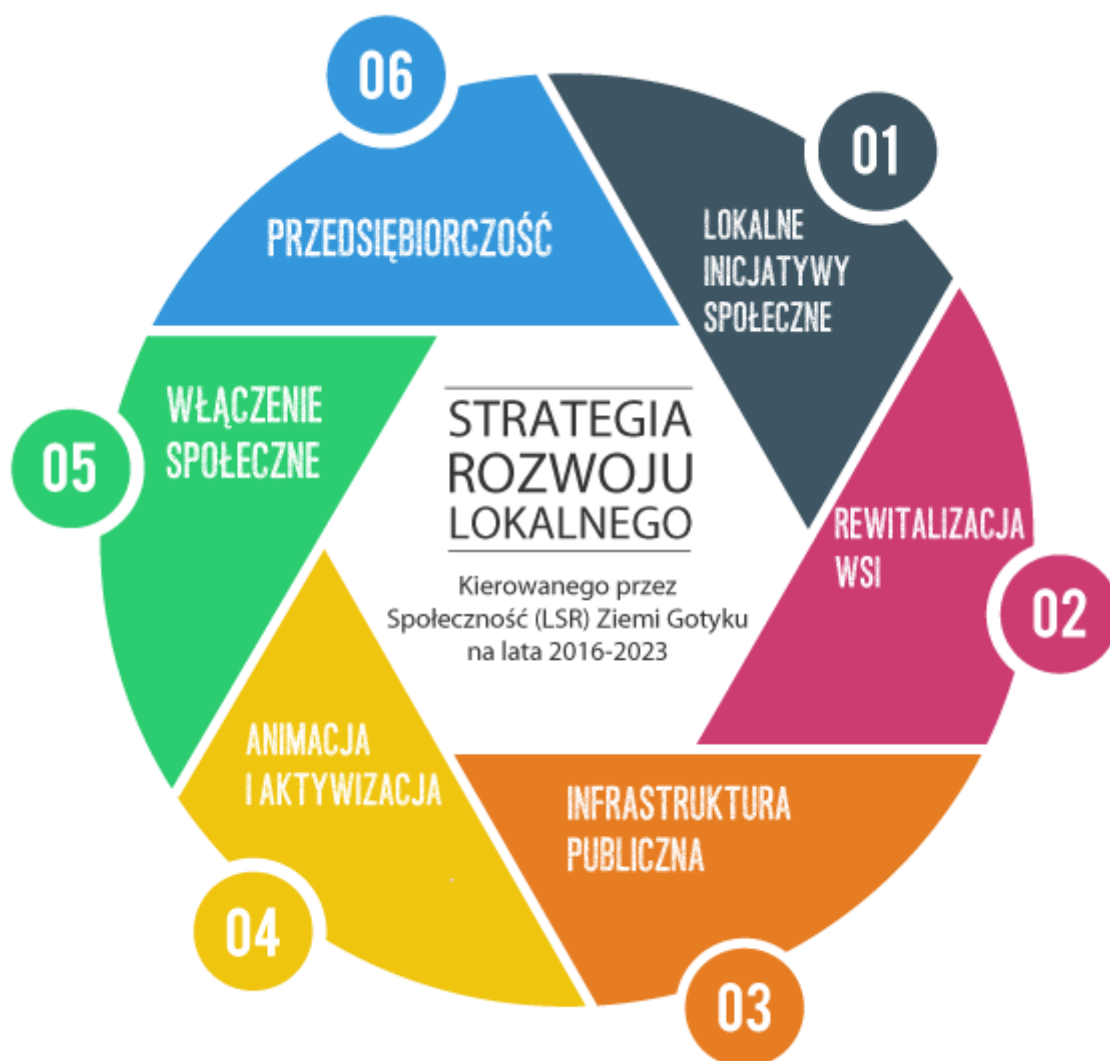 STRATEGIA
ROZWOJU
LOKALNEGO
Kierowanego przez
Społeczność (LSR) Ziemi Gotyku
na lata 2016-2023
01
LOKALNE
INICJATYWY
SPOŁECZNE
02
REWITALIZACJA
WSI
03
INFRASTRUKTURA
PUBLICZNA
04
ANIMACJA
I AKTYWIZACJA
05
WŁĄCZENIE
SPOŁECZNE
06
PRZEDSIĘBIORCZOŚĆ